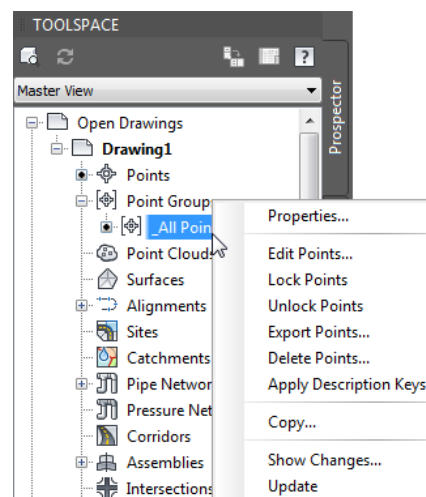 TOOLSPACE
?
Master View
Prospector
Open Drawings
Drawing1
Points
Point Group
_All Poin
Point Cloud
Surfaces
Alignments
Sites
Catchments
Pipe Networ
Pressure Net
Corridors
Assemblies
Intersections
Properties...
Edit Points...
Lock Points
Unlock Points
Export Points...
Delete Points...
Apply Description Keys
Copy...
Show Changes...
Update